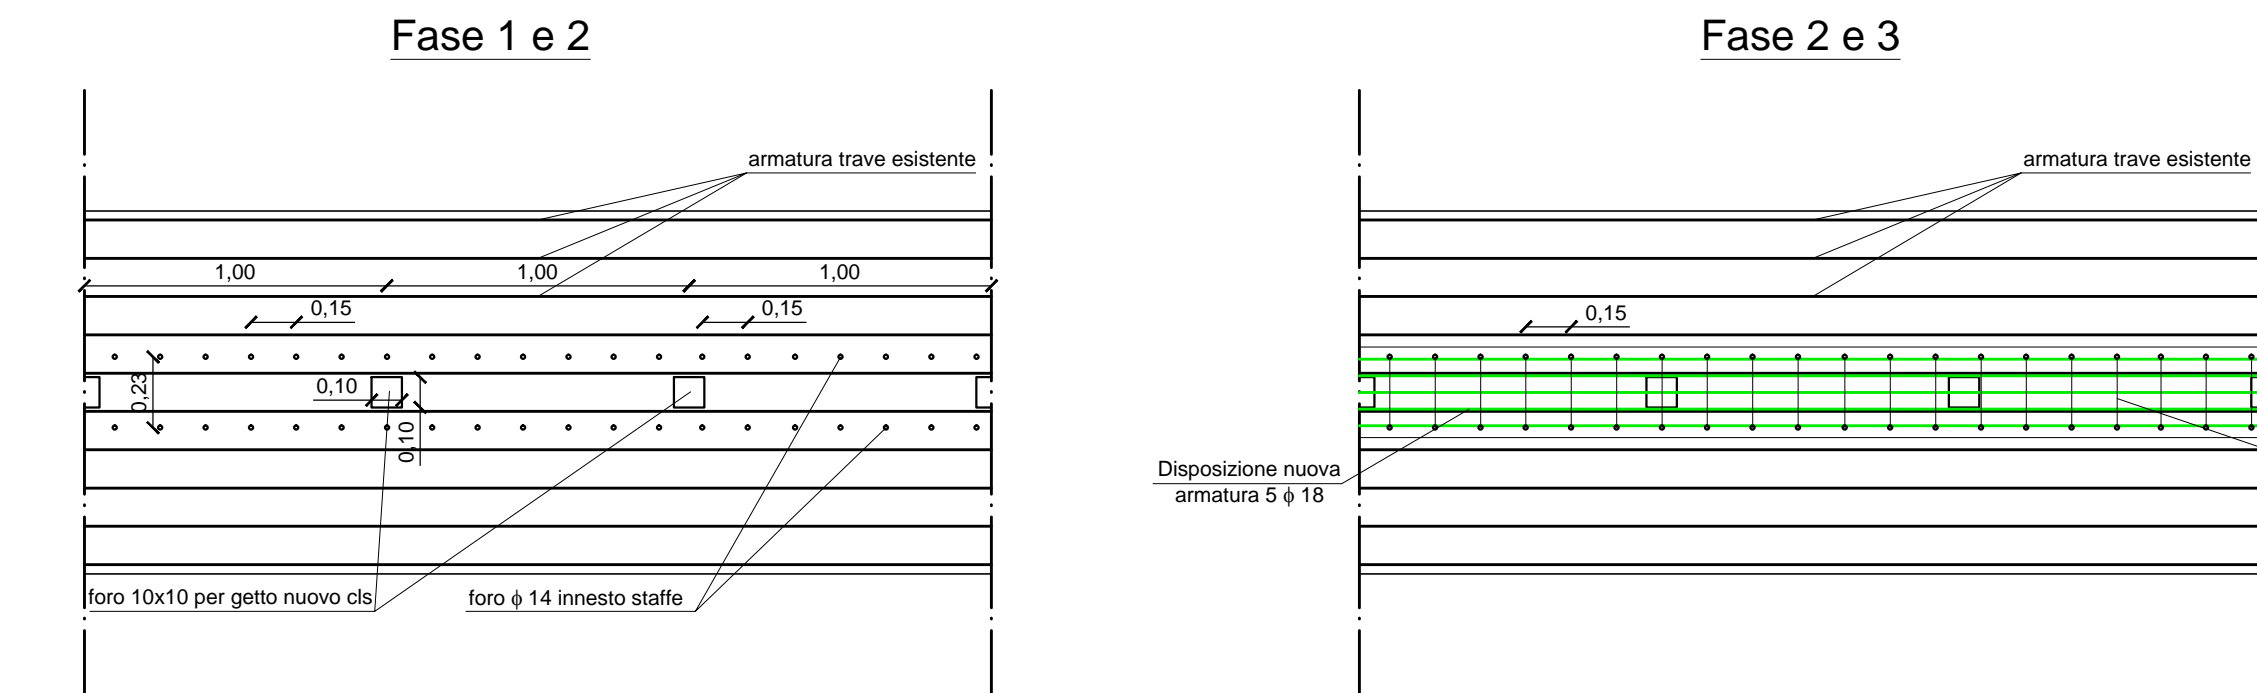 Fase 1 e 2
armatura trave esistente
1,00
1,00
1,00
0,15
0,15
0,23
0,10
0,10
foro 10x10 per getto nuovo cls
foro ϕ 14 innesto staffe
Fase 2 e 3
armatura trave esistente
0,15
Disposizione nuova
armatura 5 ϕ 18